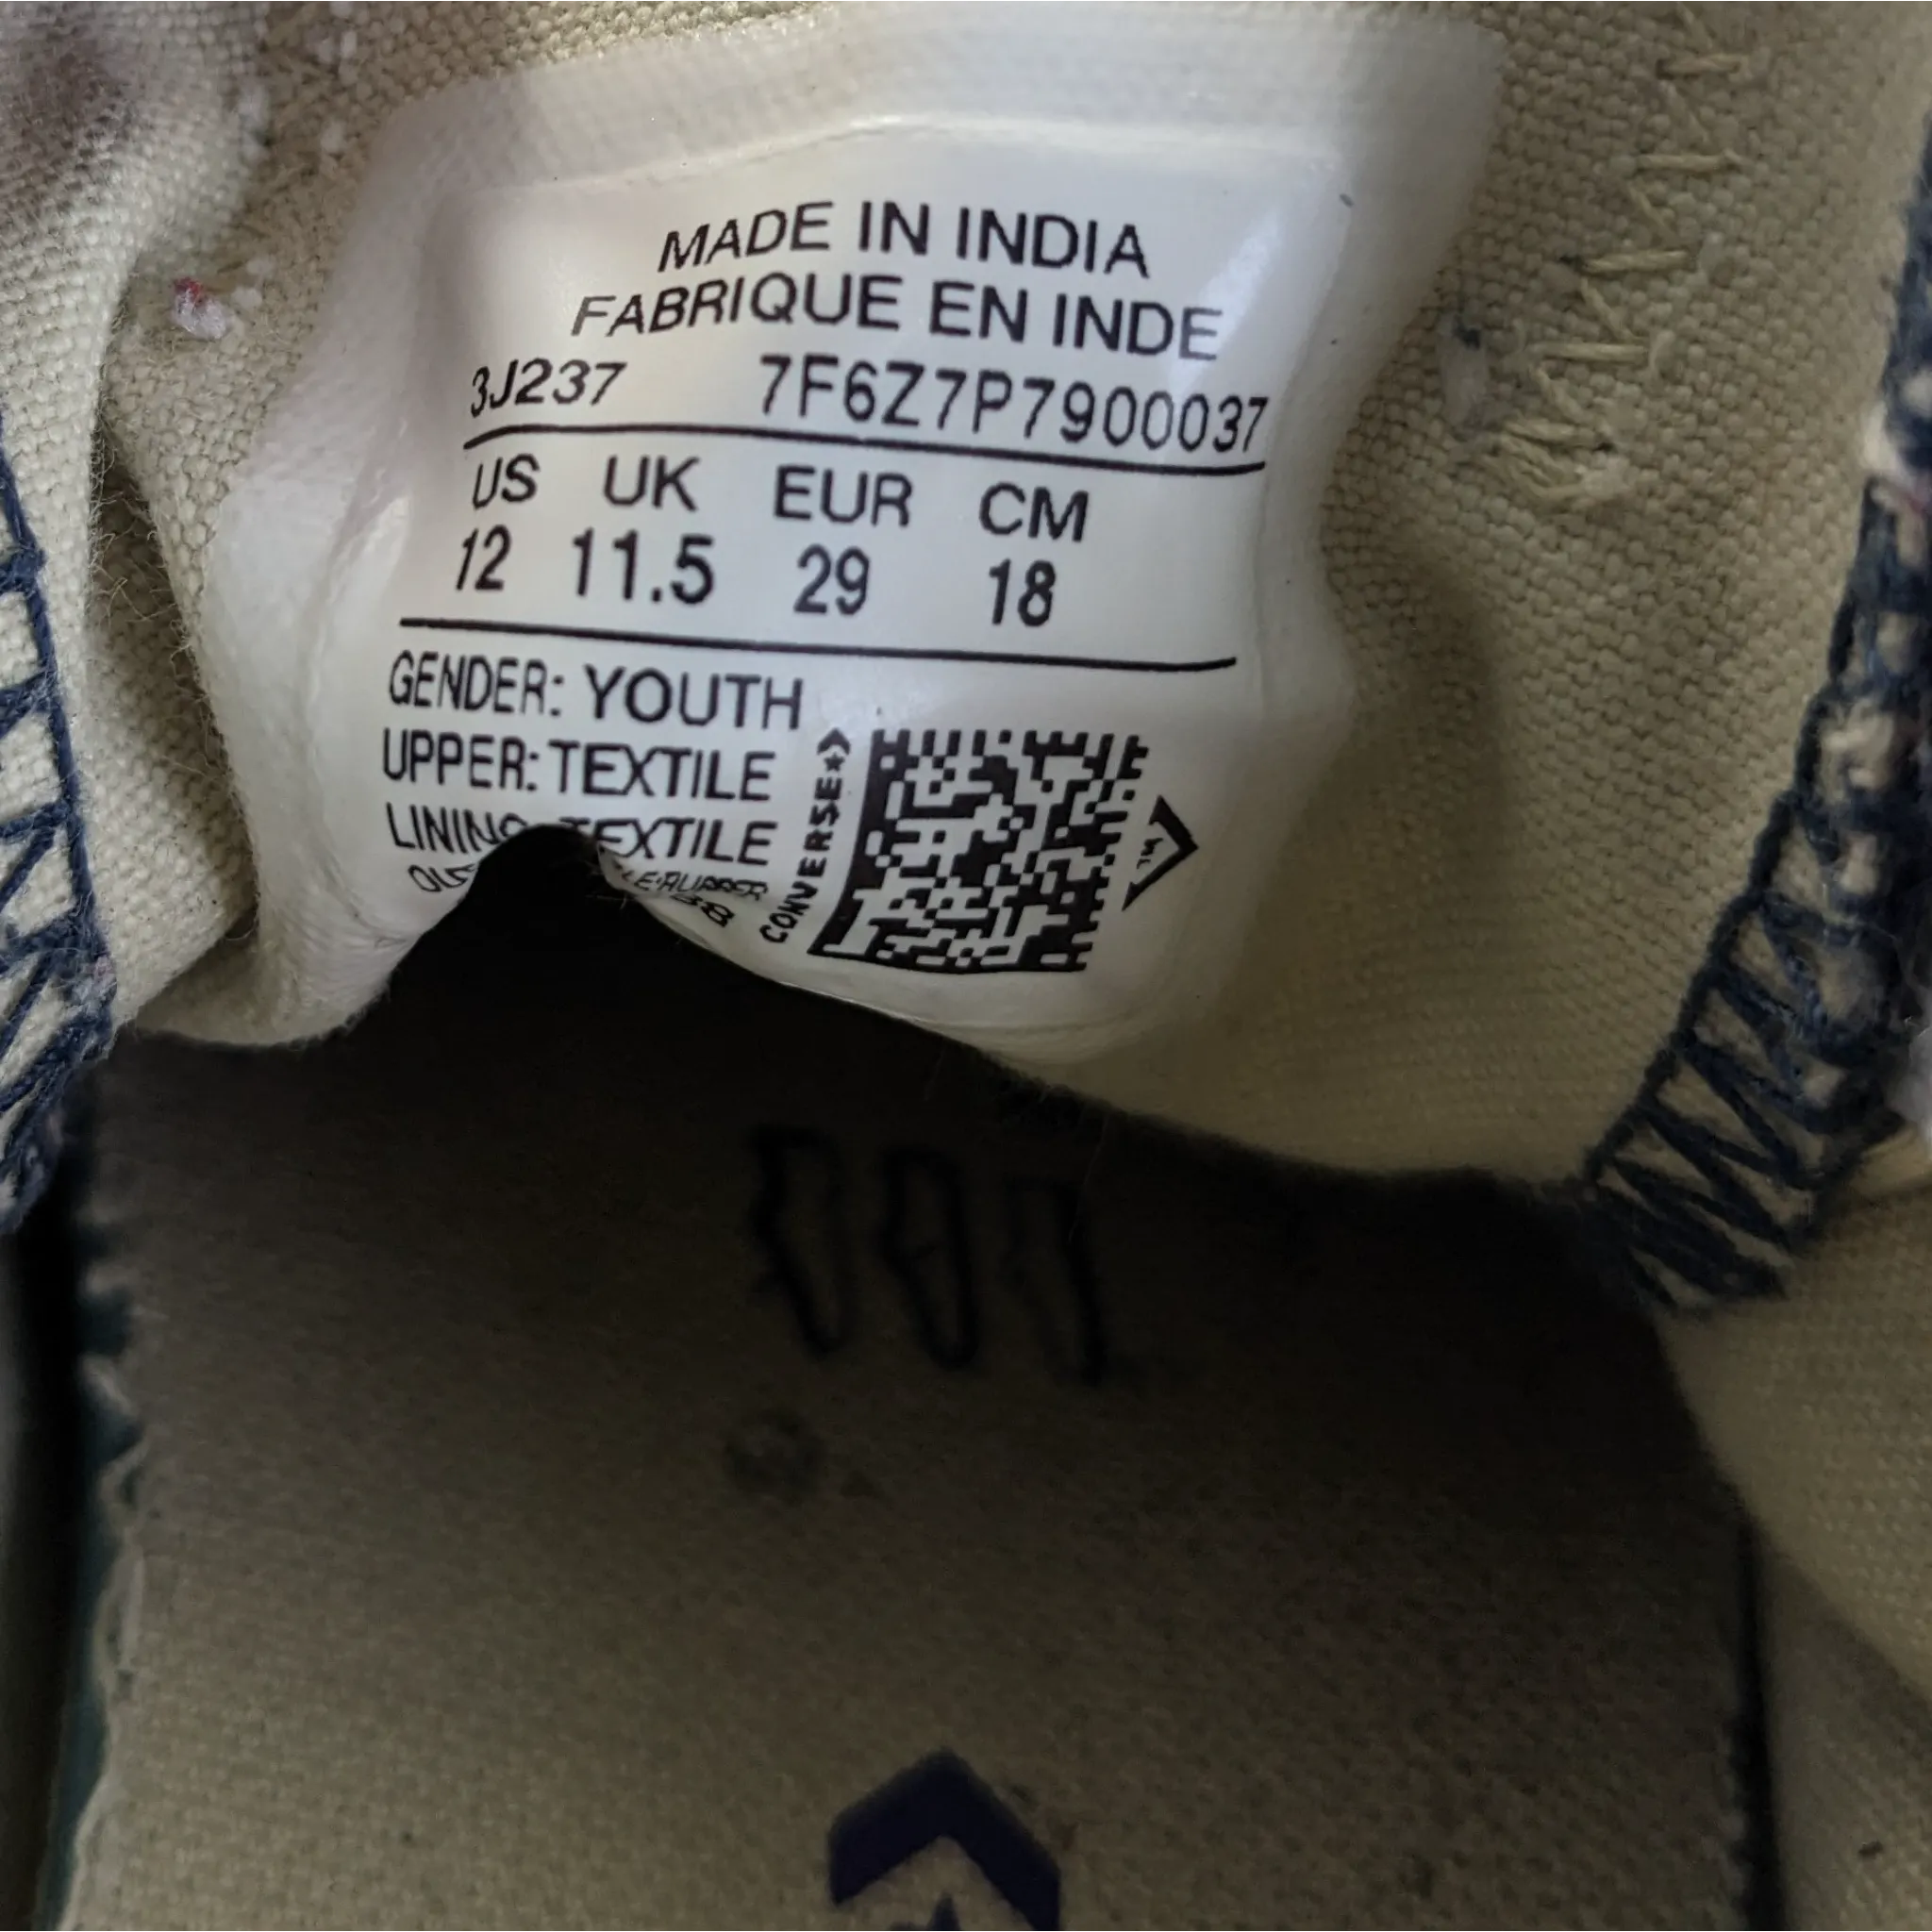 MADE IN INDIA
FABRIQUE EN INDE
3J237 7F6Z7P7900037
US UK EUR CM
12 11.5 29 18
GENDER: YOUTH
UPPER: TEXTILE
LINING: TEXTILE
CONVERSE